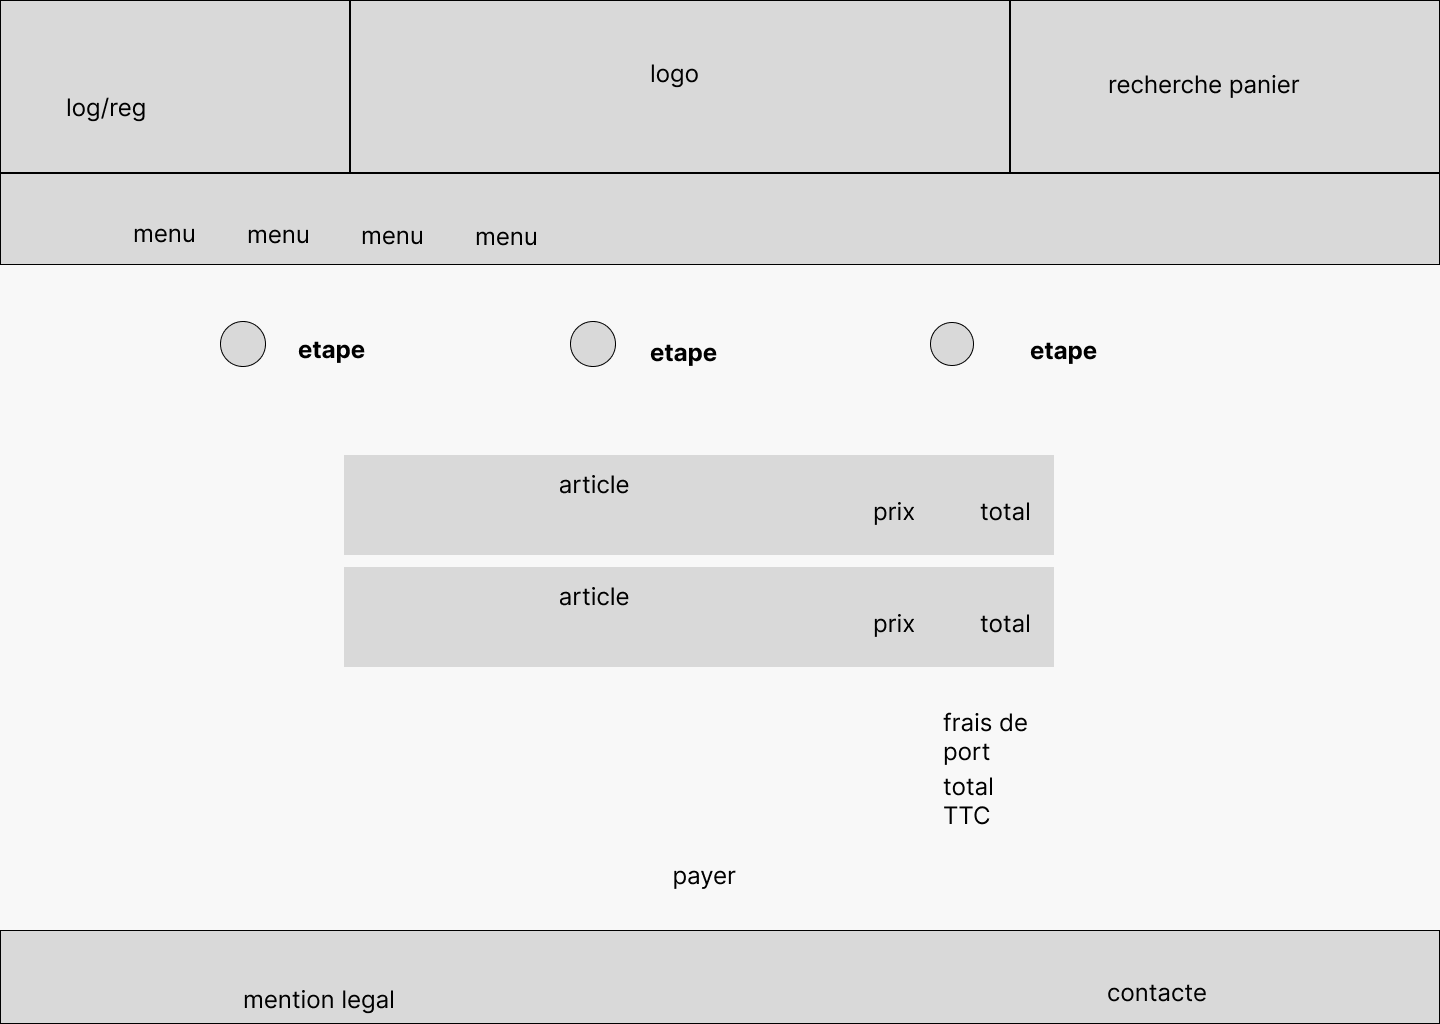 log/reg
logo
recherche panier
menu menu menu menu
etape etape etape
article
prix total
article
prix total
frais de
port
total
TTC
payer
mention legal
contacte